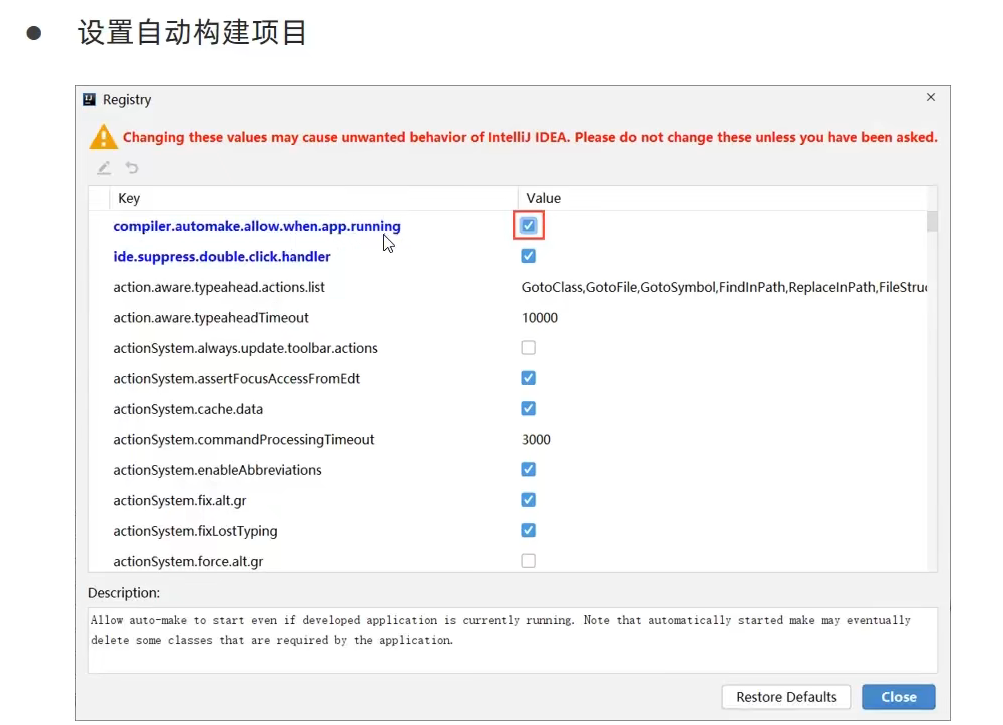 ● 设置自动构建项目
Registry
Changing these values may cause unwanted behavior of IntelliJ IDEA. Please do not change these unless you have been asked.
Key Value
compiler.automake.allow.when.app.running
ide.suppress.double.click.handler
action.aware.typeahead.actions.list GotoClass,GotoFile,GotoSymbol,FindInPath,ReplaceInPath,FileStruc
action.aware.typeaheadTimeout 10000
actionSystem.always.update.toolbar.actions
actionSystem.assertFocusAccessFromEdt
actionSystem.cache.data
actionSystem.commandProcessingTimeout 3000
actionSystem.enableAbbreviations
actionSystem.fix.alt.gr
actionSystem.fixLostTyping
actionSystem.force.alt.gr
Description:
Allow auto-make to start even if developed application is currently running. Note that automatically started make may eventually
delete some classes that are required by the application.
Restore Defaults Close